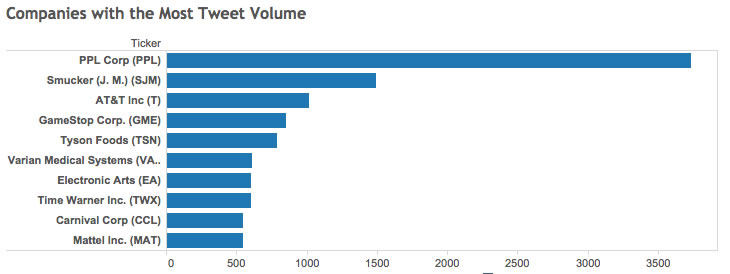 Companies with the Most Tweet Volume
Ticker
PPL Corp (PPL)
Smucker (J. M.) (SJM)
AT&T Inc (T)
GameStop Corp. (GME)
Tyson Foods (TSN)
Varian Medical Systems (VA..
Electronic Arts (EA)
Time Warner Inc. (TWX)
Carnival Corp (CCL)
Mattel Inc. (MAT)
0 500 1000 1500 2000 2500 3000 3500